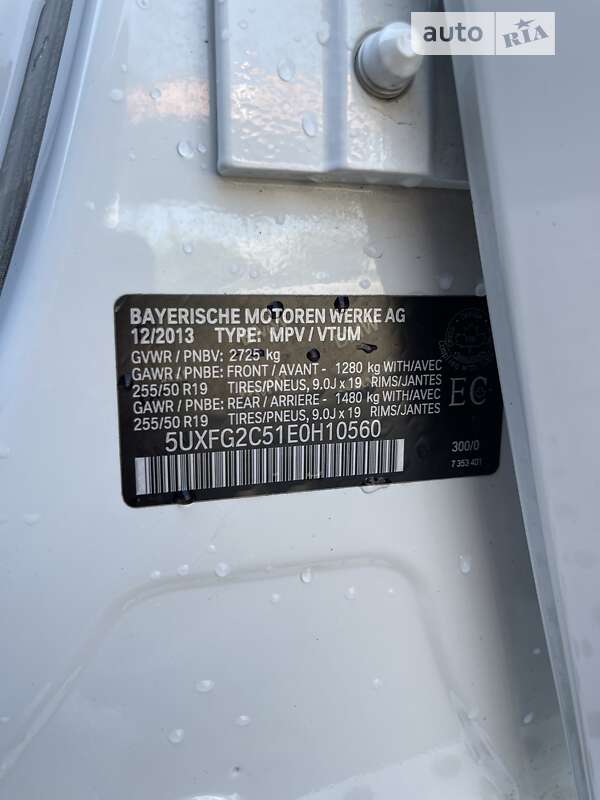 auto RIA
BAYERISCHE MOTOREN WERKE AG
12/2013 TYPE: MPV / VTUM
GVWR / PNBV: 2725 kg
GAWR / PNBE: FRONT / AVANT - 1280 kg WITH/AVEC
255/50 R19 TIRES/PNEUS, 9.0J x 19 RIMS/JANTES
GAWR / PNBE: REAR / ARRIERE - 1480 kg WITH/AVEC
255/50 R19 TIRES/PNEUS, 9.0J x 19 RIMS/JANTES
EC
5UXFG2C51E0H10560
300/0
7 353 401